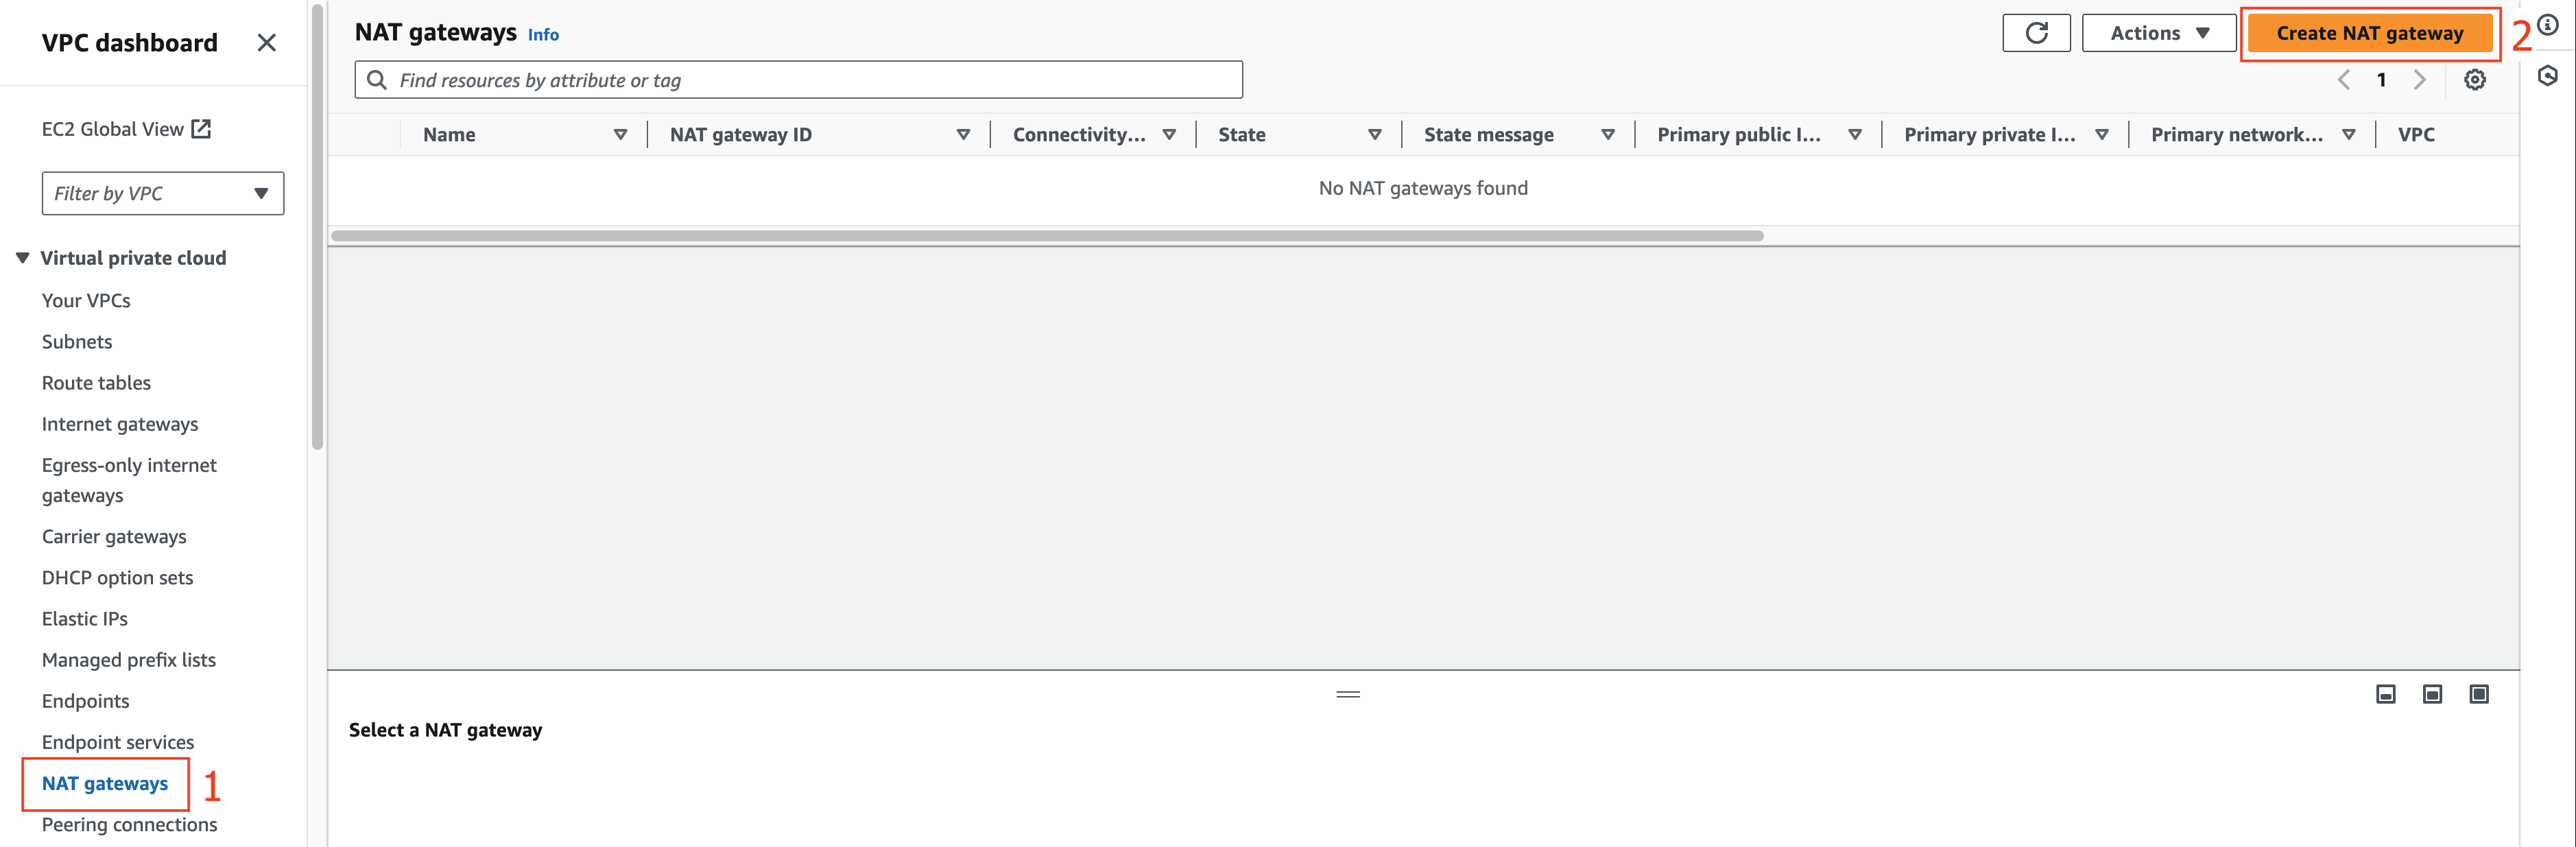 VPC dashboard
EC2 Global View
Filter by VPC
Virtual private cloud
Your VPCs
Subnets
Route tables
Internet gateways
Egress-only internet
gateways
Carrier gateways
DHCP option sets
Elastic IPs
Managed prefix lists
Endpoints
Endpoint services
NAT gateways 1
Peering connections
NAT gateways Info
Actions
Create NAT gateway 2
Find resources by attribute or tag
1
Name NAT gateway ID Connectivity... State State message Primary public I... Primary private I... Primary network... VPC
No NAT gateways found
Select a NAT gateway